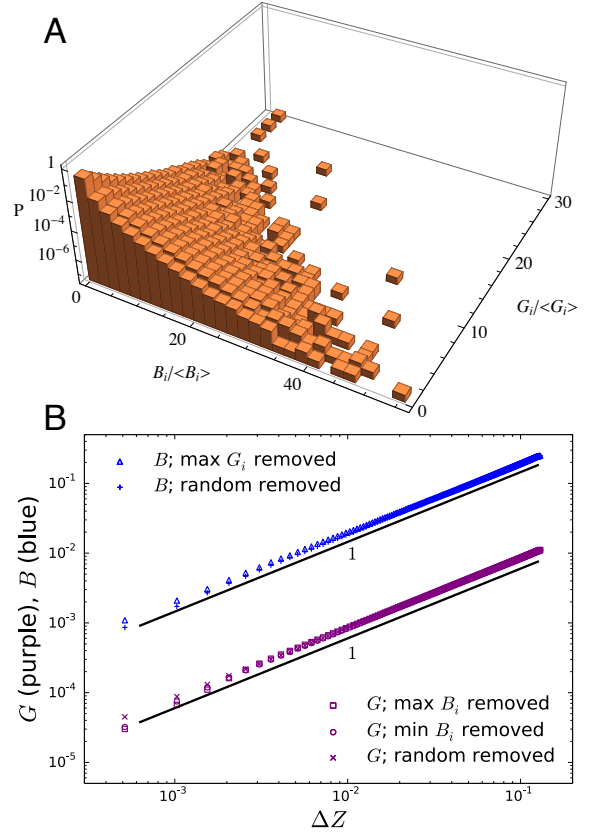 A
1
10⁻²
10⁻⁴
10⁻⁶
P
0
20
40
B_i/<B_i>
0
10
20
30
G_i/<G_i>
B
B; max G_i removed
B; random removed
1
1
G; max B_i removed
G; min B_i removed
G; random removed
10⁻¹
10⁻²
10⁻³
10⁻⁴
10⁻⁵
G (purple), B (blue)
10⁻³
10⁻²
10⁻¹
ΔZ